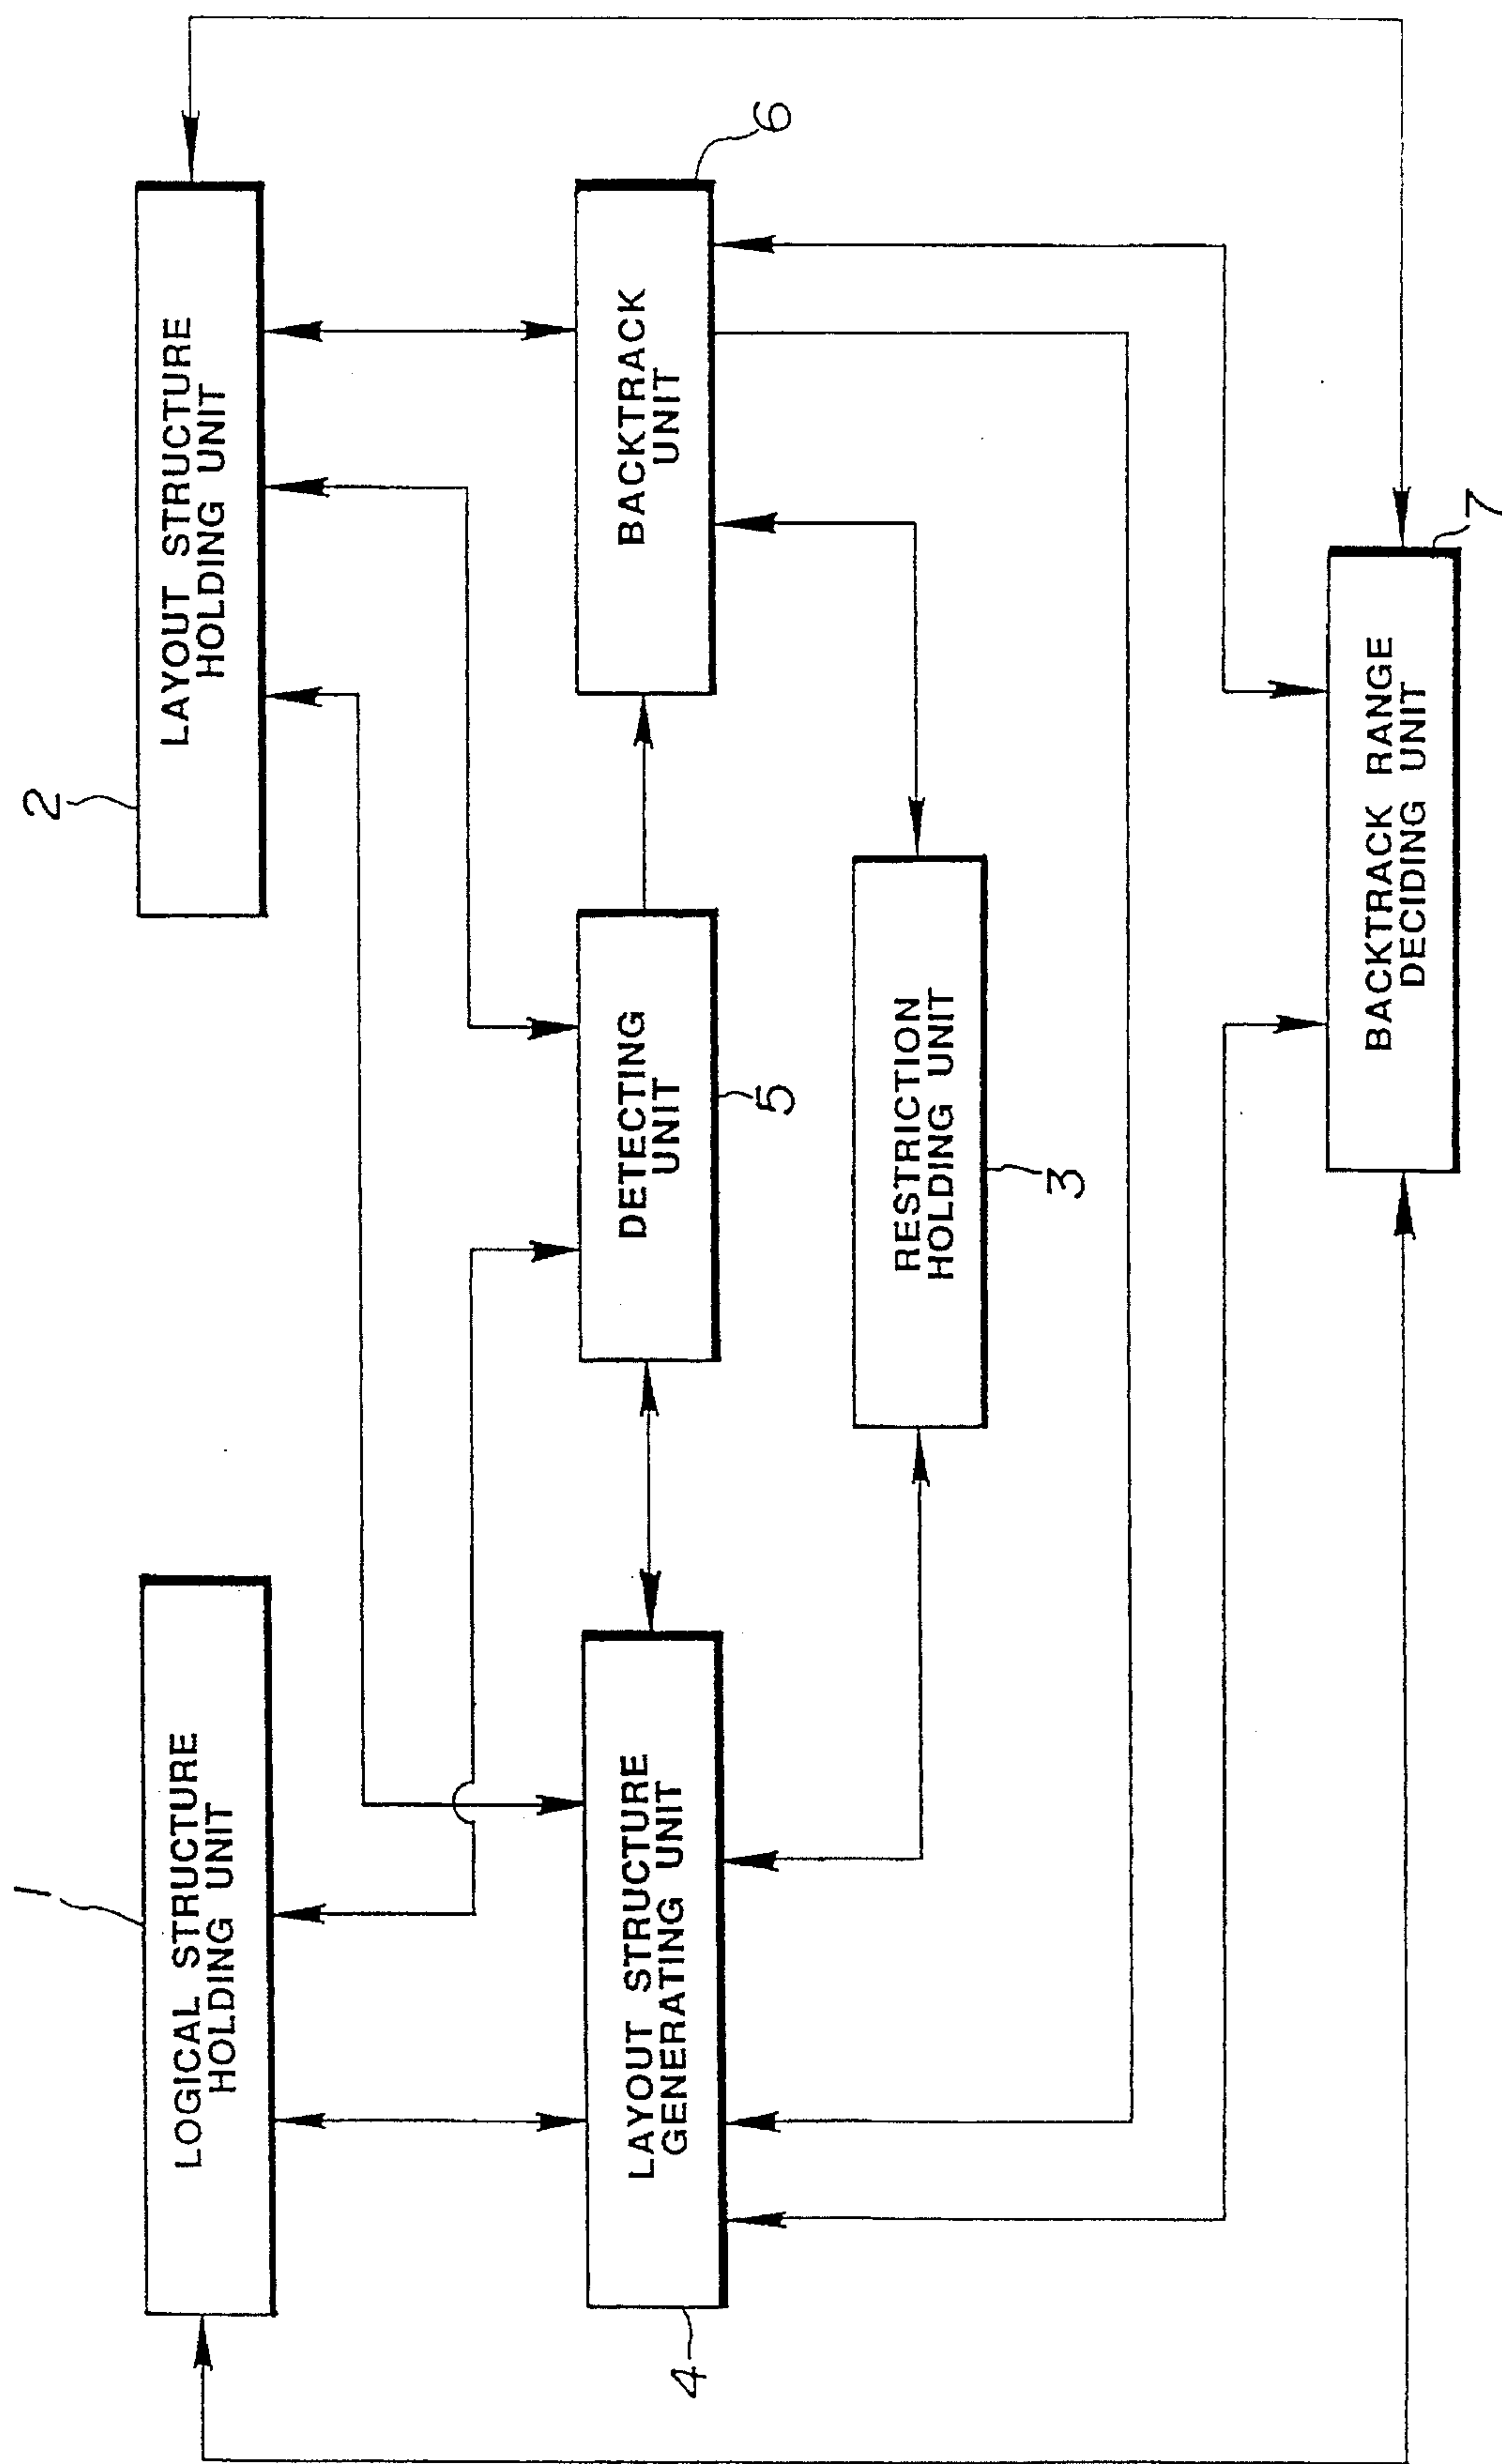 1
LOGICAL STRUCTURE
HOLDING UNIT
2
LAYOUT STRUCTURE
HOLDING UNIT
4
LAYOUT STRUCTURE
GENERATING UNIT
DETECTING
UNIT
5
BACKTRACK
UNIT
6
RESTRICTION
HOLDING UNIT
3
BACKTRACK RANGE
DECIDING UNIT
7